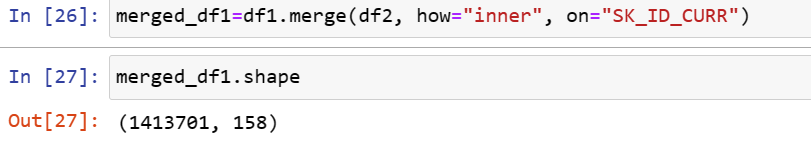 In [26]: merged_df1=df1.merge(df2, how="inner", on="SK_ID_CURR")
In [27]: merged_df1.shape
Out[27]: (1413701, 158)